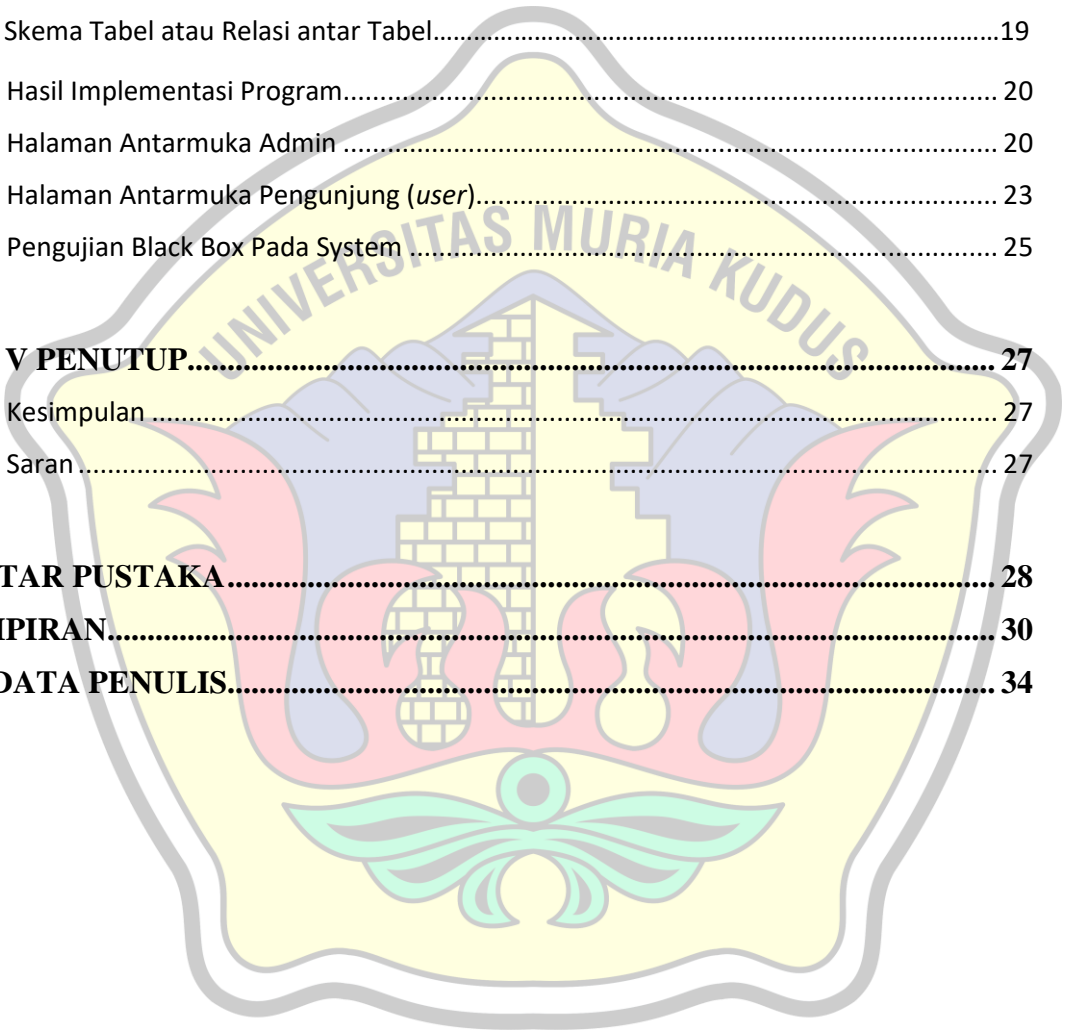 Skema Tabel atau Relasi antar Tabel.....................................................................................19
Hasil Implementasi Program.................................................................................................. 20
Halaman Antarmuka Admin .................................................................................................. 20
Halaman Antarmuka Pengunjung (user).............................................................................. 23
Pengujian Black Box Pada System ........................................................................................ 25
UNIVERSITAS MURIA KUDUS
V PENUTUP.................................................................................................. 27
Kesimpulan .................................................................................................. 27
Saran .................................................................................................. 27
TAR PUSTAKA .................................................................................................. 28
IPIRAN.................................................................................................. 30
DATA PENULIS.................................................................................................. 34